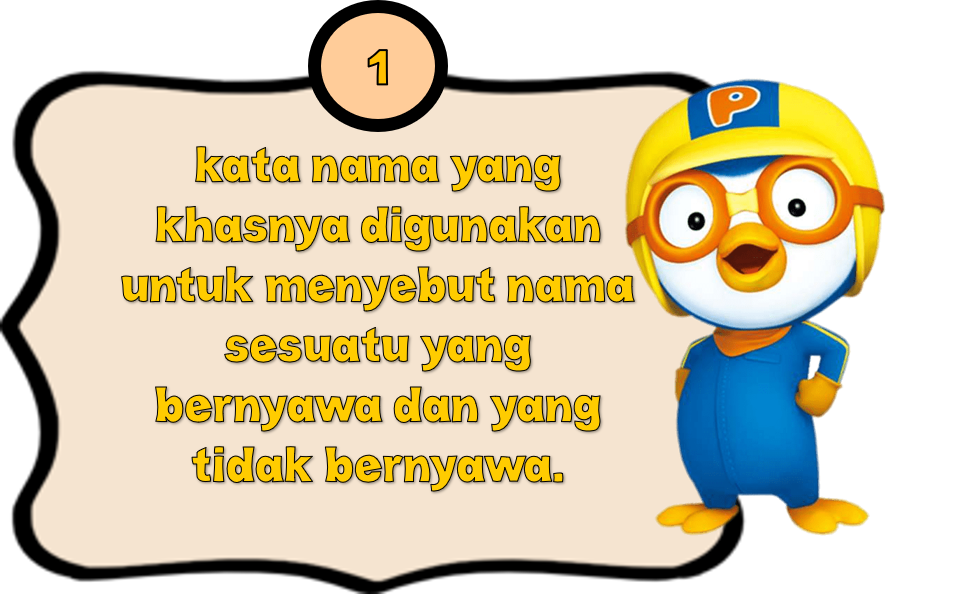 1
P
kata nama yang
khasnya digunakan
untuk menyebut nama
sesuatu yang
bernyawa dan yang
tidak bernyawa.